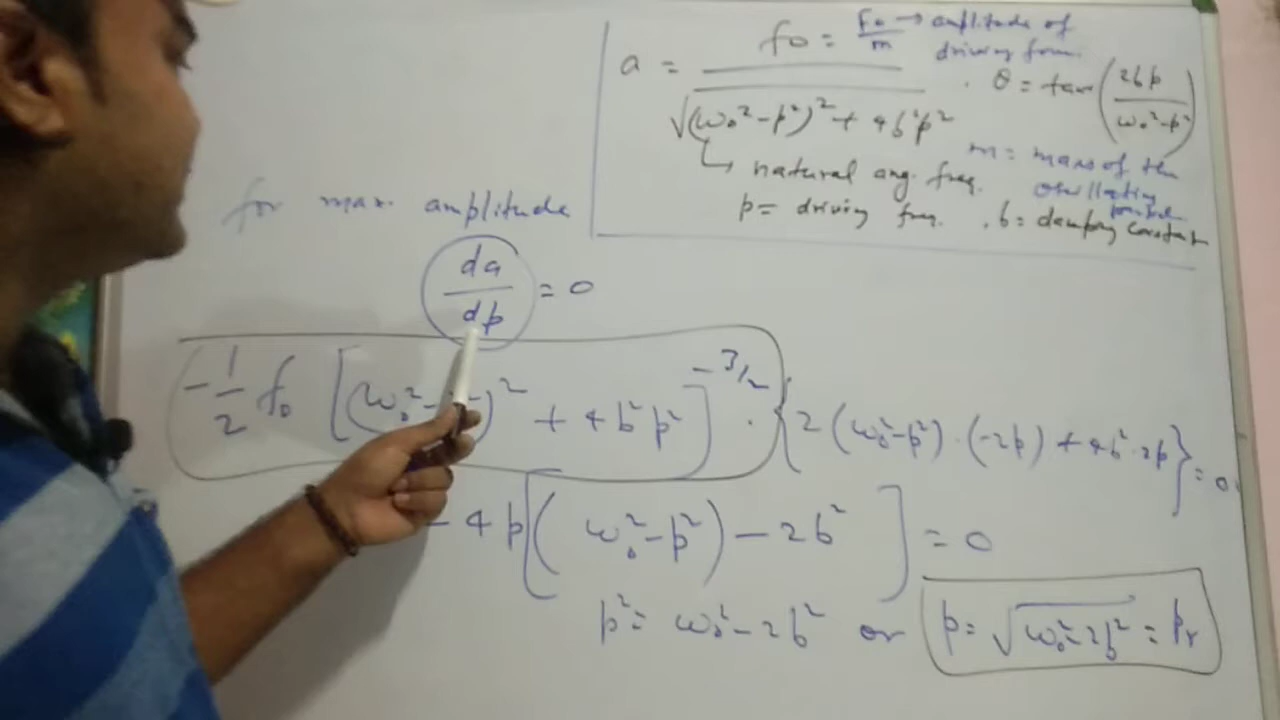 a = f₀ = F₀/m → amplitude of
driving force.
√((ω₀² - p²)² + 4b²p²
θ = tan (2bp / ω₀² - p²)
↳ natural ang. freq.
m = mass of the
oscillating
p = driving freq.
, b = damping constant
for max. amplitude
da/dp = 0
-1/2 f₀ [(ω₀² - )² + 4b²p²]^-3/2 · {2(ω₀² - p²)·(-2p) + 4b²·2p} = 0
- 4p[(ω₀² - p²) - 2b²] = 0
p² = ω₀² - 2b² or p = √ω₀² - 2b² = pr